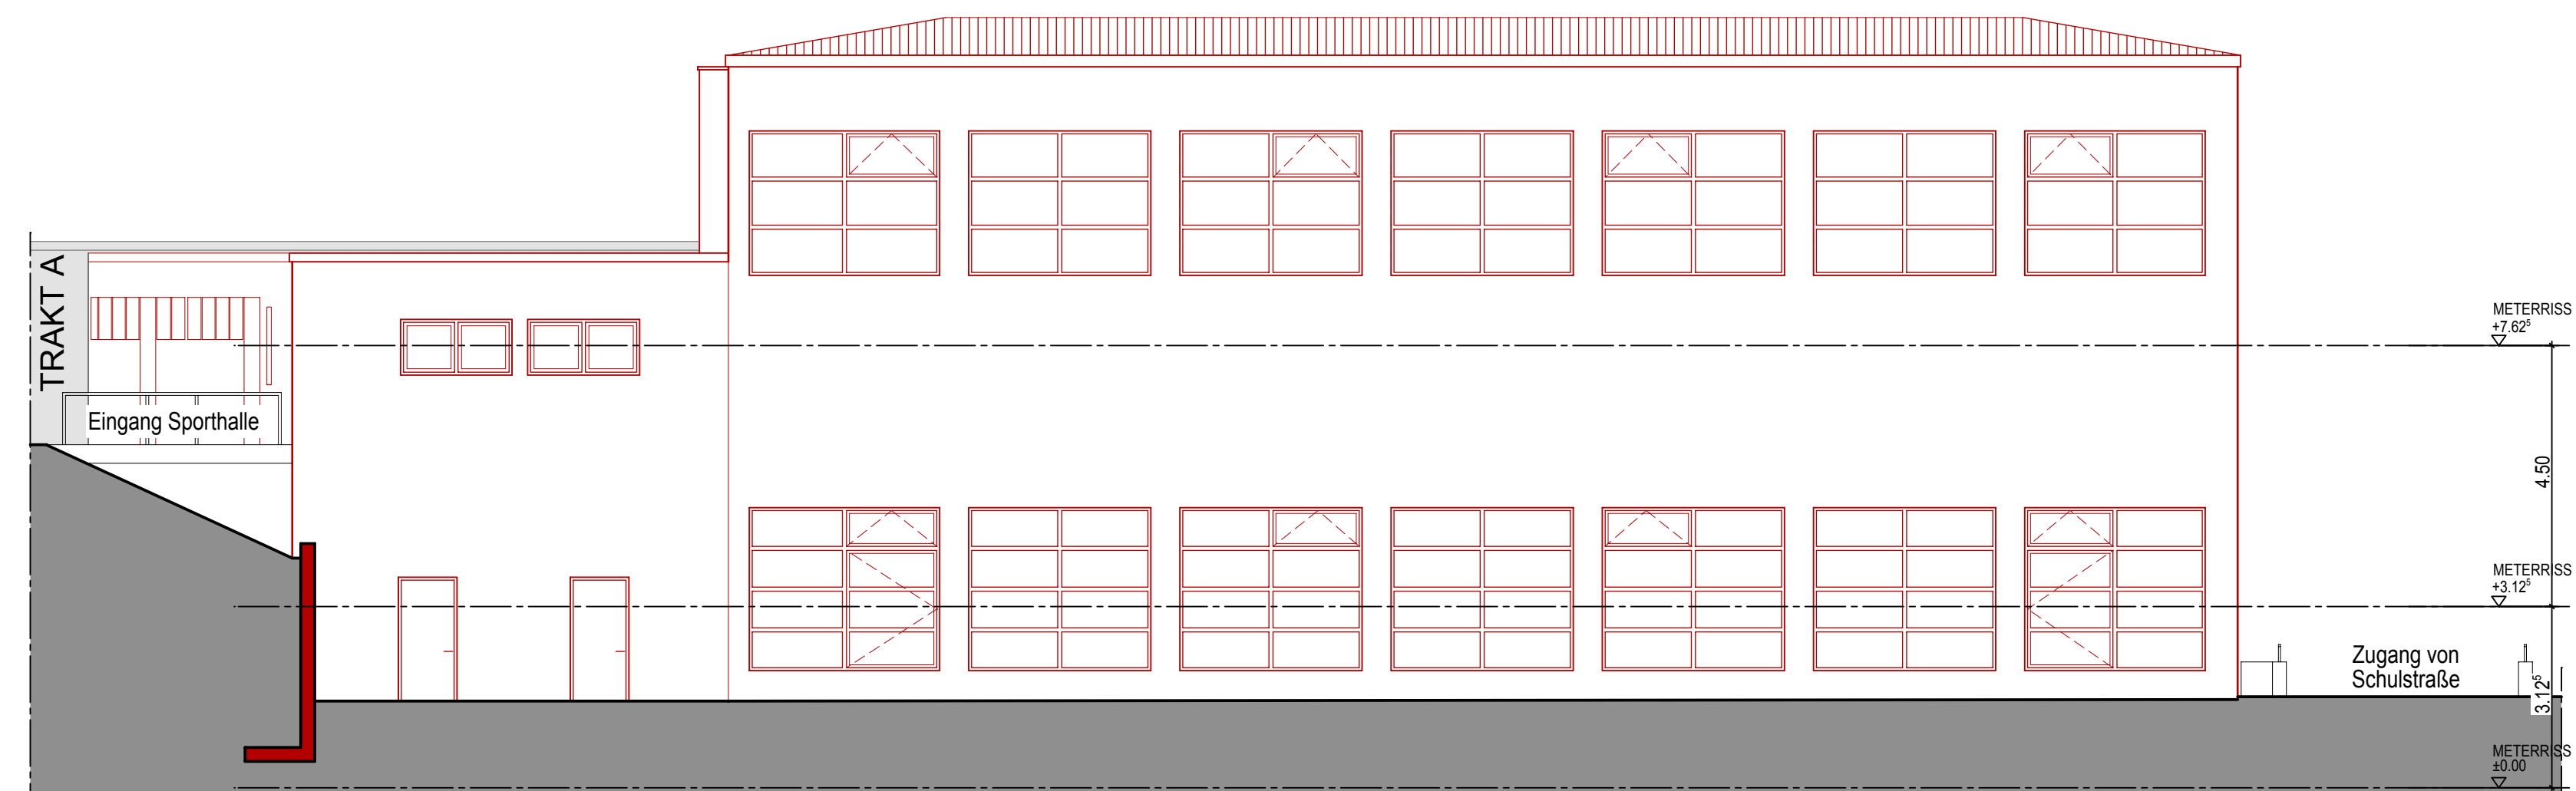 TRAKT A
Eingang Sporthalle
METERRISS
+7.62⁵
4.50
METERRISS
+3.12⁵
Zugang von
Schulstraße
3.12⁵
METERRISS
±0.00